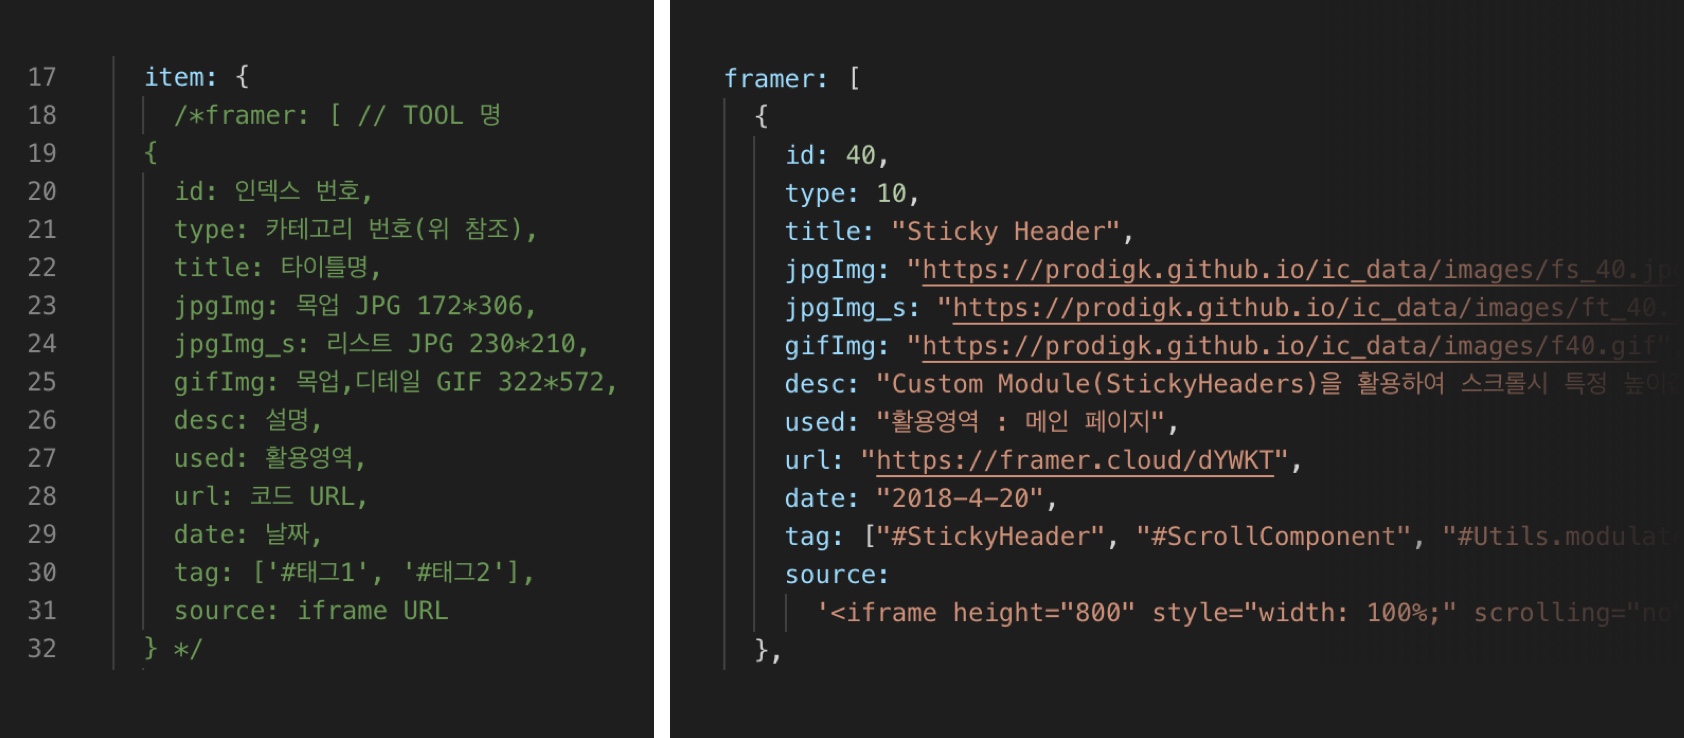 17 item: {
18 /*framer: [ // TOOL 명
19 {
20 id: 인덱스 번호,
21 type: 카테고리 번호(위 참조),
22 title: 타이틀명,
23 jpgImg: 목업 JPG 172*306,
24 jpgImg_s: 리스트 JPG 230*210,
25 gifImg: 목업,디테일 GIF 322*572,
26 desc: 설명,
27 used: 활용영역,
28 url: 코드 URL,
29 date: 날짜,
30 tag: ['#태그1', '#태그2'],
31 source: iframe URL
32 } */
framer: [
{
id: 40,
type: 10,
title: "Sticky Header",
jpgImg: "https://prodigk.github.io/ic_data/images/fs_40.jp
jpgImg_s: "https://prodigk.github.io/ic_data/images/ft_40.
gifImg: "https://prodigk.github.io/ic_data/images/f40.gif"
desc: "Custom Module(StickyHeaders)을 활용하여 스크롤시 특정 높이
used: "활용영역 : 메인 페이지",
url: "https://framer.cloud/dYWKT",
date: "2018-4-20",
tag: ["#StickyHeader", "#ScrollComponent", "#Utils.modulat
source:
'<iframe height="800" style="width: 100%;" scrolling="no
},